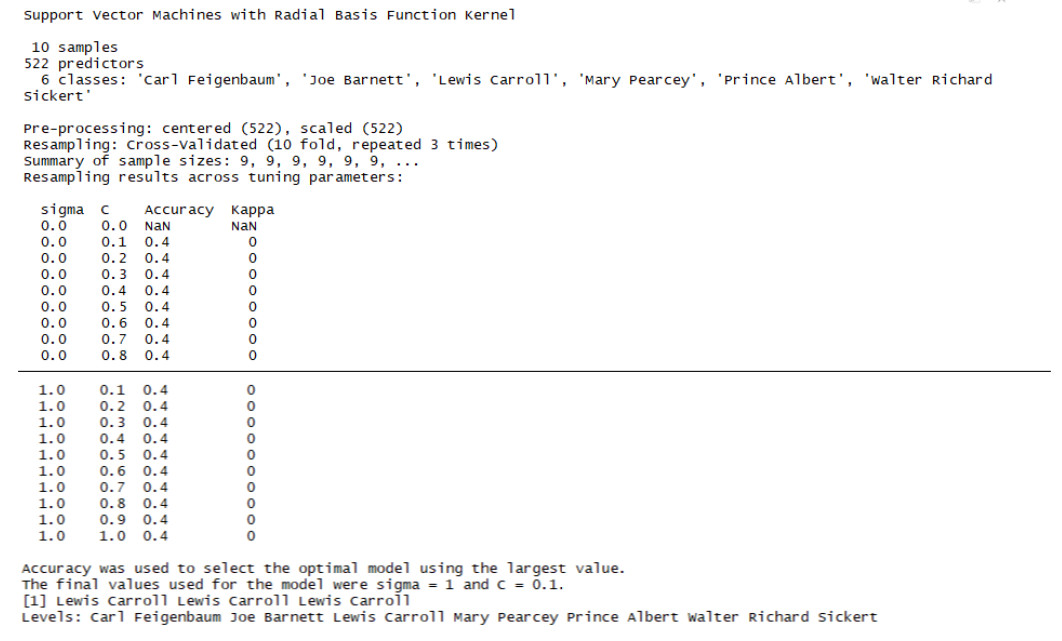 Support Vector Machines with Radial Basis Function Kernel
10 samples
522 predictors
6 classes: 'Carl Feigenbaum', 'Joe Barnett', 'Lewis Carroll', 'Mary Pearcey', 'Prince Albert', 'Walter Richard
Sickert'
Pre-processing: centered (522), scaled (522)
Resampling: Cross-Validated (10 fold, repeated 3 times)
Summary of sample sizes: 9, 9, 9, 9, 9, 9, ...
Resampling results across tuning parameters:
sigma C Accuracy Kappa
0.0 0.0 NaN NaN
0.0 0.1 0.4 0
0.0 0.2 0.4 0
0.0 0.3 0.4 0
0.0 0.4 0.4 0
0.0 0.5 0.4 0
0.0 0.6 0.4 0
0.0 0.7 0.4 0
0.0 0.8 0.4 0
1.0 0.1 0.4 0
1.0 0.2 0.4 0
1.0 0.3 0.4 0
1.0 0.4 0.4 0
1.0 0.5 0.4 0
1.0 0.6 0.4 0
1.0 0.7 0.4 0
1.0 0.8 0.4 0
1.0 0.9 0.4 0
1.0 1.0 0.4 0
Accuracy was used to select the optimal model using the largest value.
The final values used for the model were sigma = 1 and C = 0.1.
[1] Lewis Carroll Lewis Carroll Lewis Carroll
Levels: Carl Feigenbaum Joe Barnett Lewis Carroll Mary Pearcey Prince Albert Walter Richard Sickert